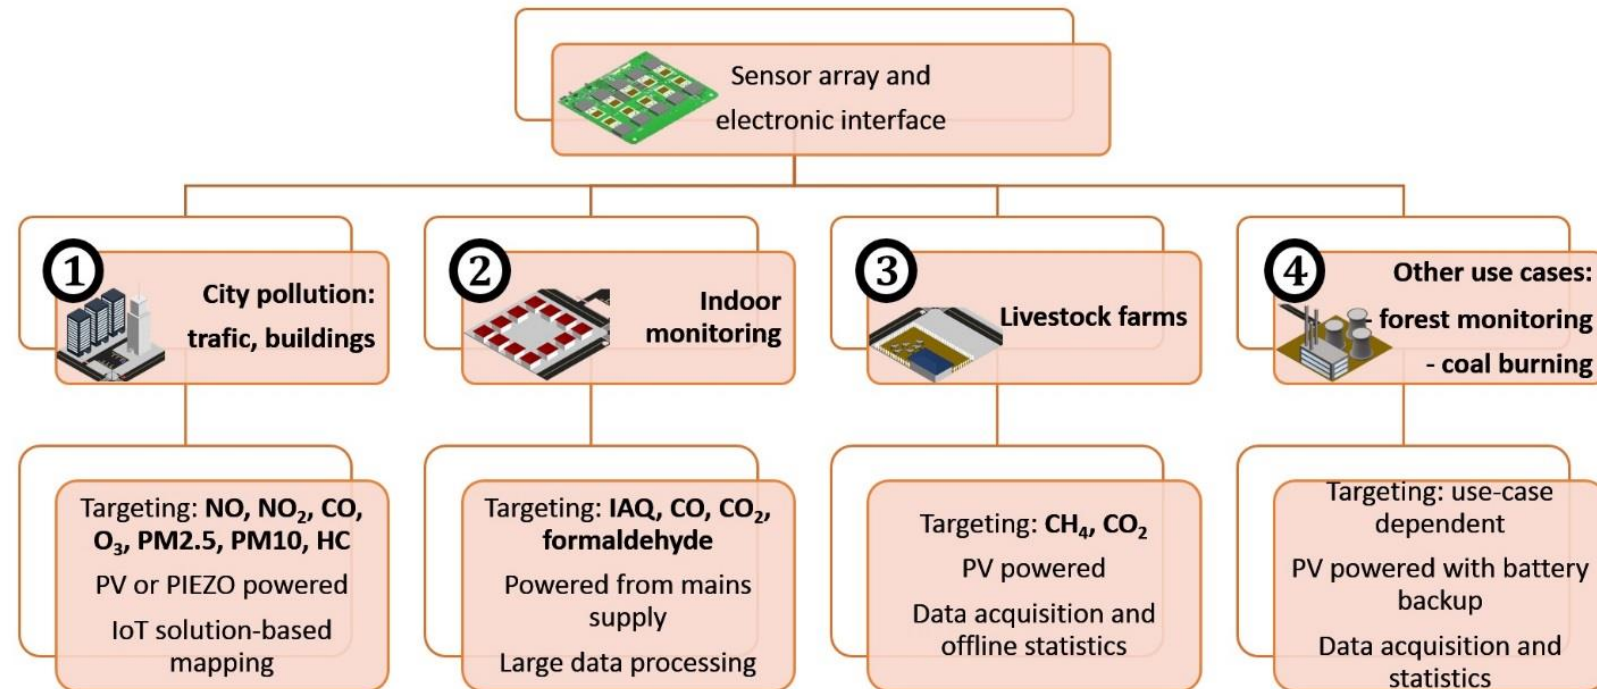 Sensor array and
electronic interface
1
City pollution:
trafic, buildings
2
Indoor
monitoring
3
Livestock farms
4
Other use cases:
- forest monitoring
- coal burning
Targeting: NO, NO₂, CO,
O₃, PM2.5, PM10, HC
PV or PIEZO powered
IoT solution-based
mapping
Targeting: IAQ, CO, CO₂,
formaldehyde
Powered from mains
supply
Large data processing
Targeting: CH₄, CO₂
PV powered
Data acquisition and
offline statistics
Targeting: use-case
dependent
PV powered with battery
backup
Data acquisition and
statistics